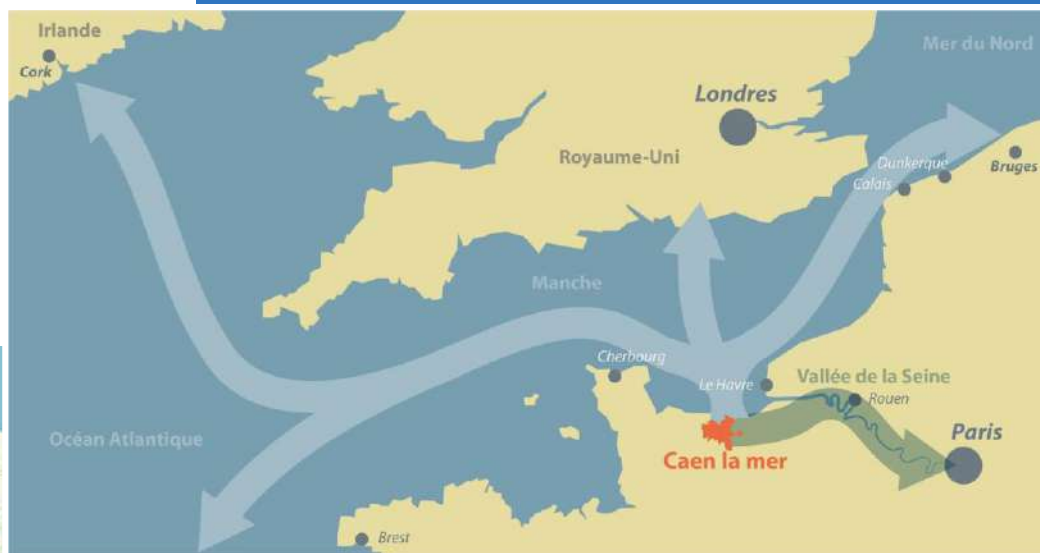 Irlande
Cork
Mer du Nord
Londres
Royaume-Uni
Dunkerque
Bruges
Calais
Manche
Cherbourg
Le Havre
Vallée de la Seine
Rouen
Océan Atlantique
Paris
Caen la mer
Brest